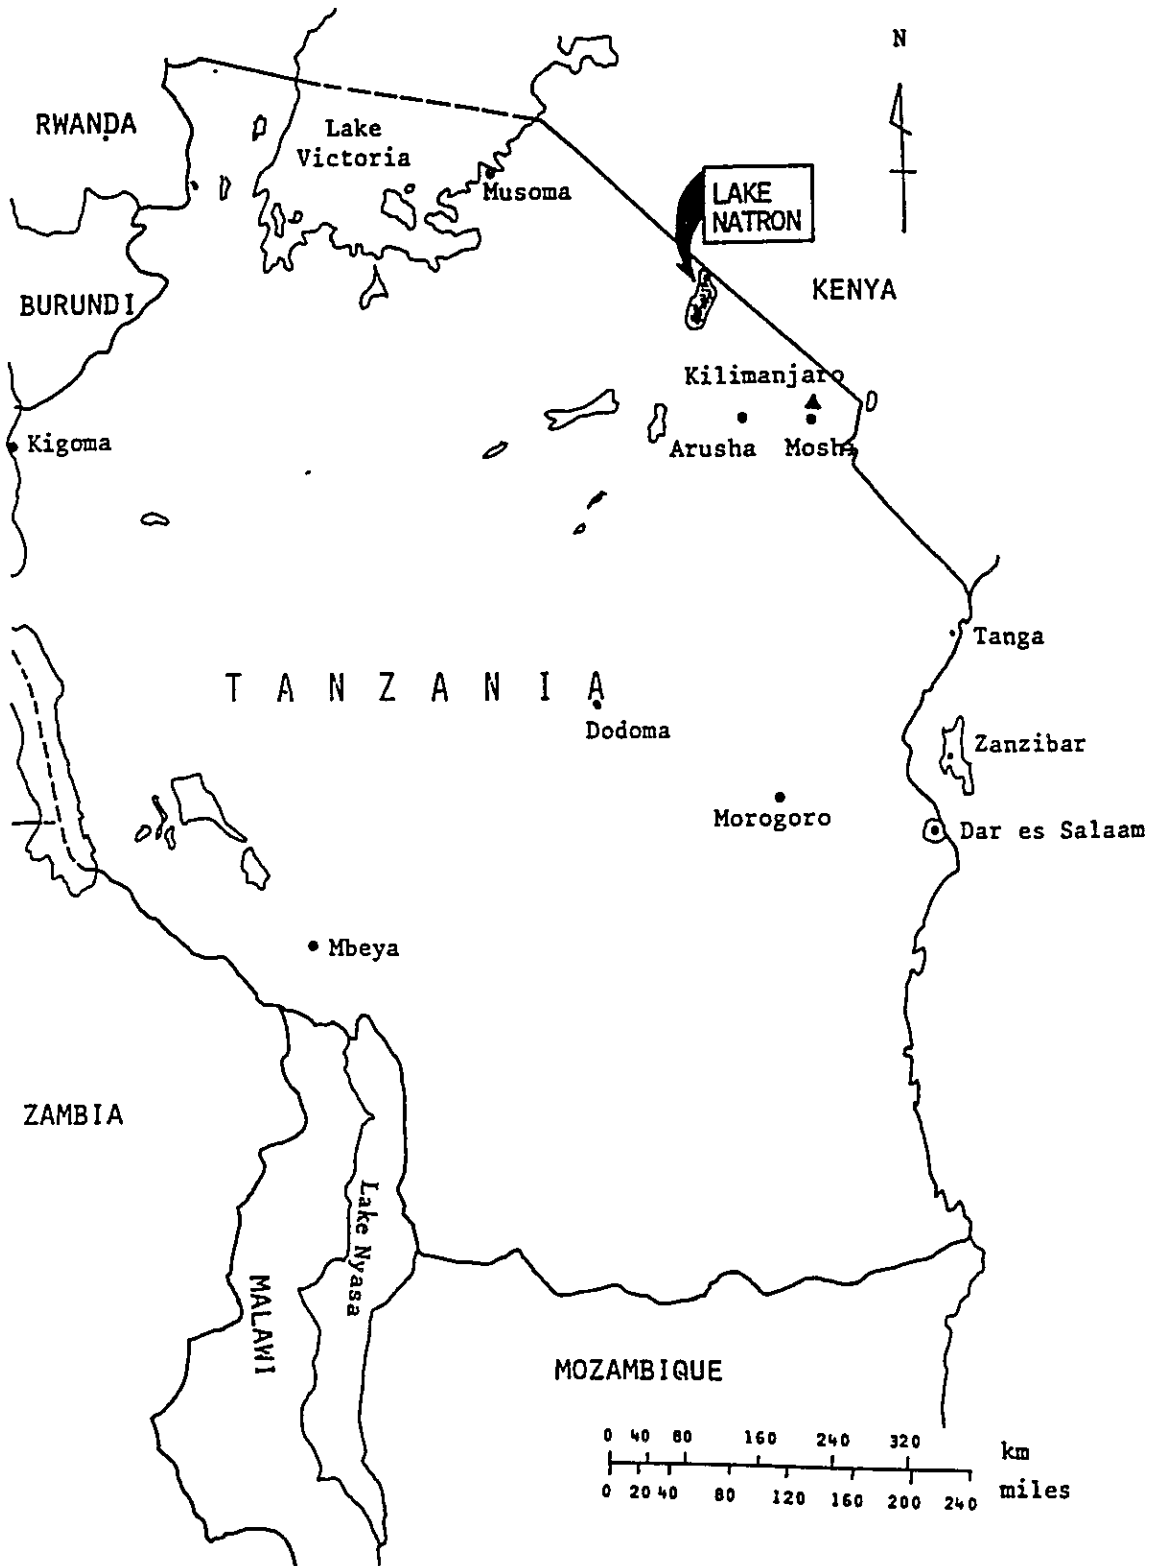 N
RWANDA
Lake
Victoria
Musoma
LAKE
NATRON
BURUNDI
KENYA
Kilimanjaro
Kigoma
Arusha
Moshi
Tanga
TANZANIA
Dodoma
Zanzibar
Morogoro
Dar es Salaam
Mbeya
ZAMBIA
Lake Nyasa
MALAWI
MOZAMBIQUE
0 40 80 160 240 320 km
0 20 40 80 120 160 200 240 miles